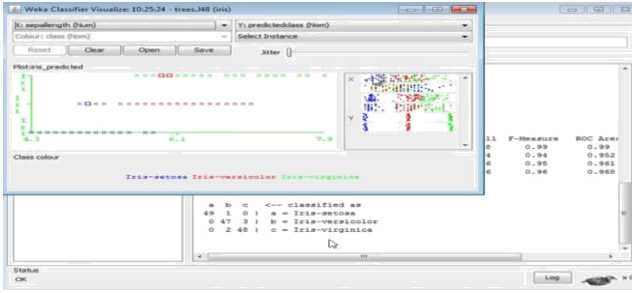 Weka Classifier Visualize: 10:25:24 - trees.J48 (iris)
X: sepallength (Num)
Y: predictedclass (Nom)
Colour: class (Nom)
Select Instance
Reset
Clear
Open
Save
Jitter
Plot:iris_predicted
4.3
6.1
7.9
X
Y
Class colour
Iris-setosa Iris-versicolor Iris-virginica
ll F-Measure ROC Area
0.99 0.99
0.94 0.952
0.95 0.961
0.96 0.968
a b c <-- classified as
49 1 0 | a = Iris-setosa
0 47 3 | b = Iris-versicolor
0 2 48 | c = Iris-virginica
Status
OK
Log
x 0